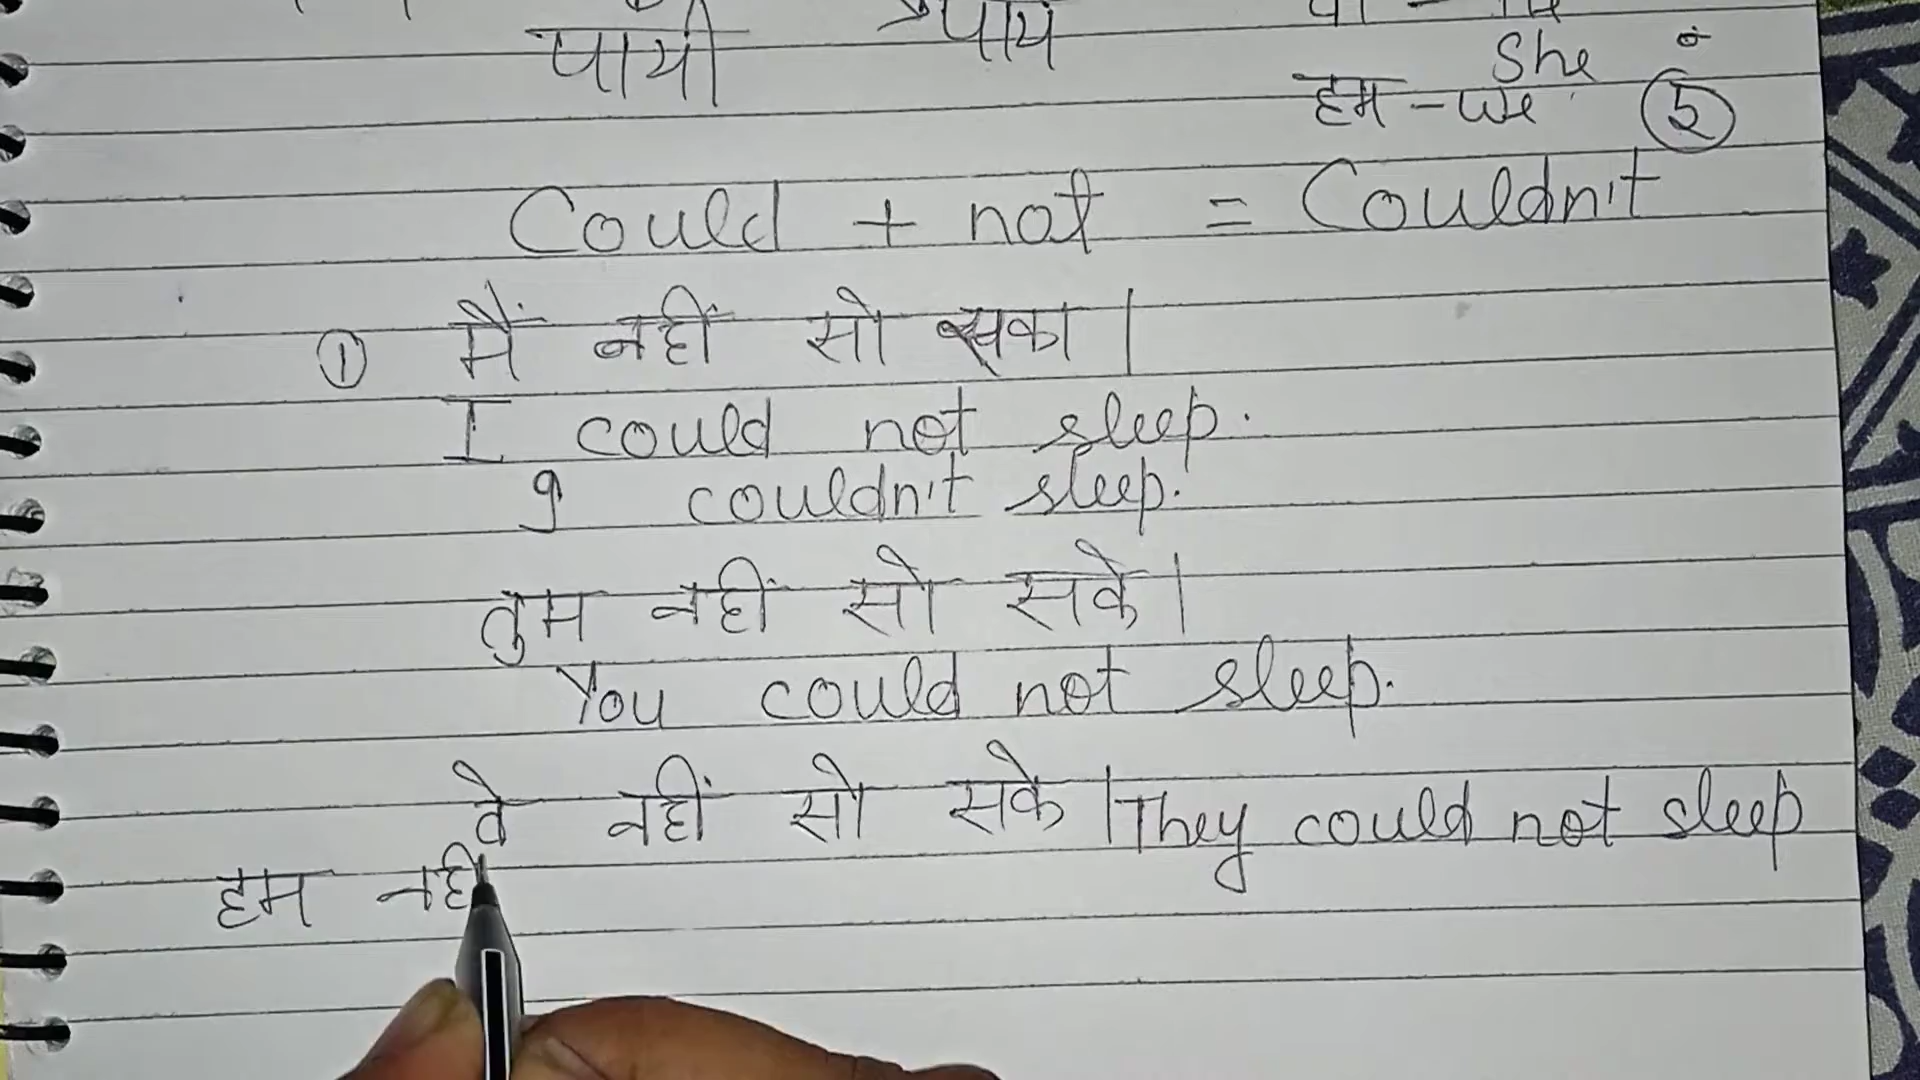 पायी पाये
She
हम - we 5
Could + not = Couldn't
① मैं नहीं सो सका।
I could not sleep.
I couldn't sleep.
तुम नहीं सो सके।
You could not sleep.
वे नहीं सो सके। They could not sleep
हम नहीं